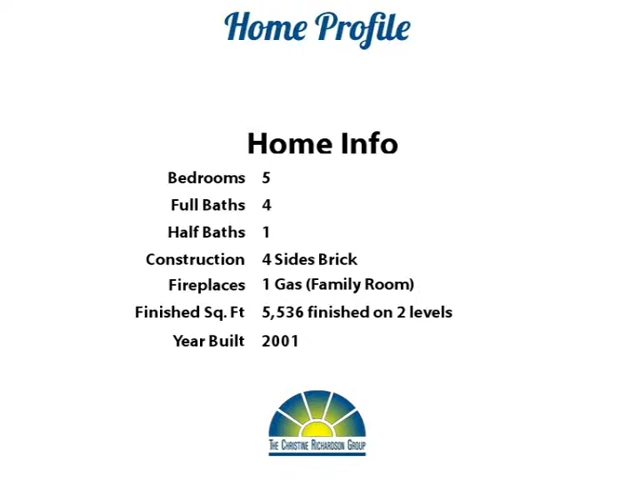 Home Profile
Home Info
Bedrooms 5
Full Baths 4
Half Baths 1
Construction 4 Sides Brick
Fireplaces 1 Gas (Family Room)
Finished Sq. Ft 5,536 finished on 2 levels
Year Built 2001
The Christine Richardson Group